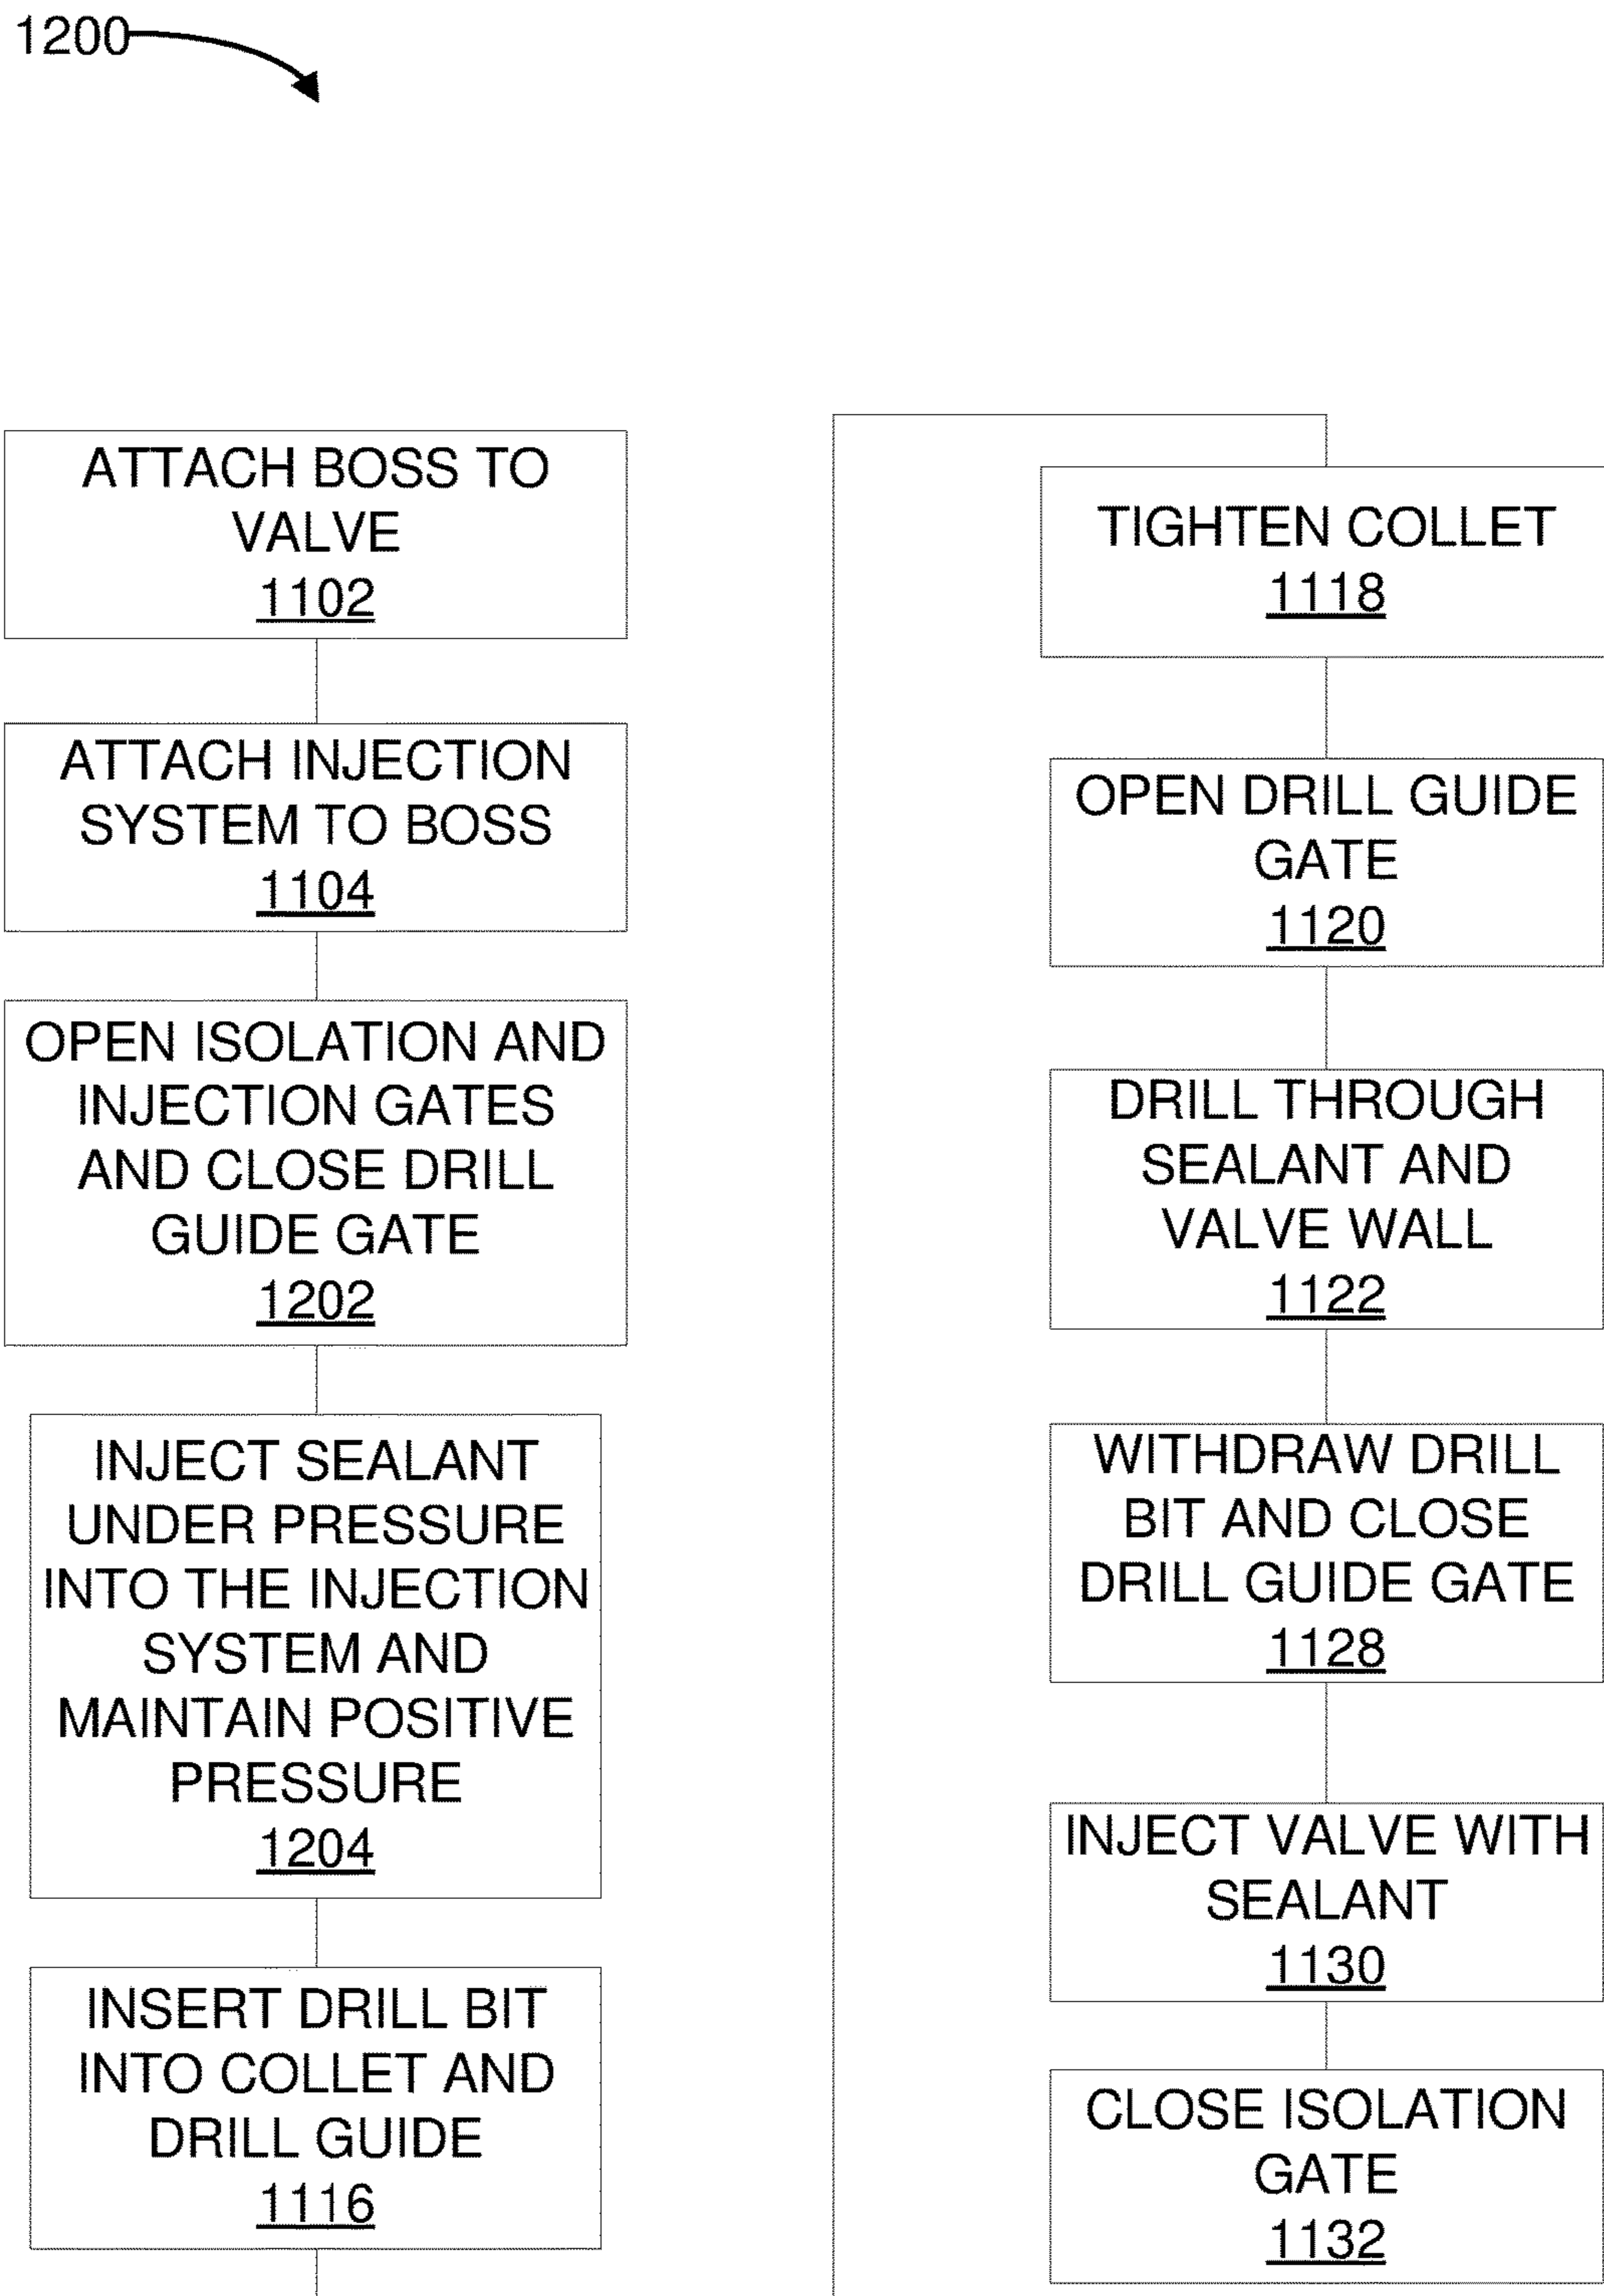 1200
ATTACH BOSS TO
VALVE
1102
ATTACH INJECTION
SYSTEM TO BOSS
1104
OPEN ISOLATION AND
INJECTION GATES
AND CLOSE DRILL
GUIDE GATE
1202
INJECT SEALANT
UNDER PRESSURE
INTO THE INJECTION
SYSTEM AND
MAINTAIN POSITIVE
PRESSURE
1204
INSERT DRILL BIT
INTO COLLET AND
DRILL GUIDE
1116
TIGHTEN COLLET
1118
OPEN DRILL GUIDE
GATE
1120
DRILL THROUGH
SEALANT AND
VALVE WALL
1122
WITHDRAW DRILL
BIT AND CLOSE
DRILL GUIDE GATE
1128
INJECT VALVE WITH
SEALANT
1130
CLOSE ISOLATION
GATE
1132